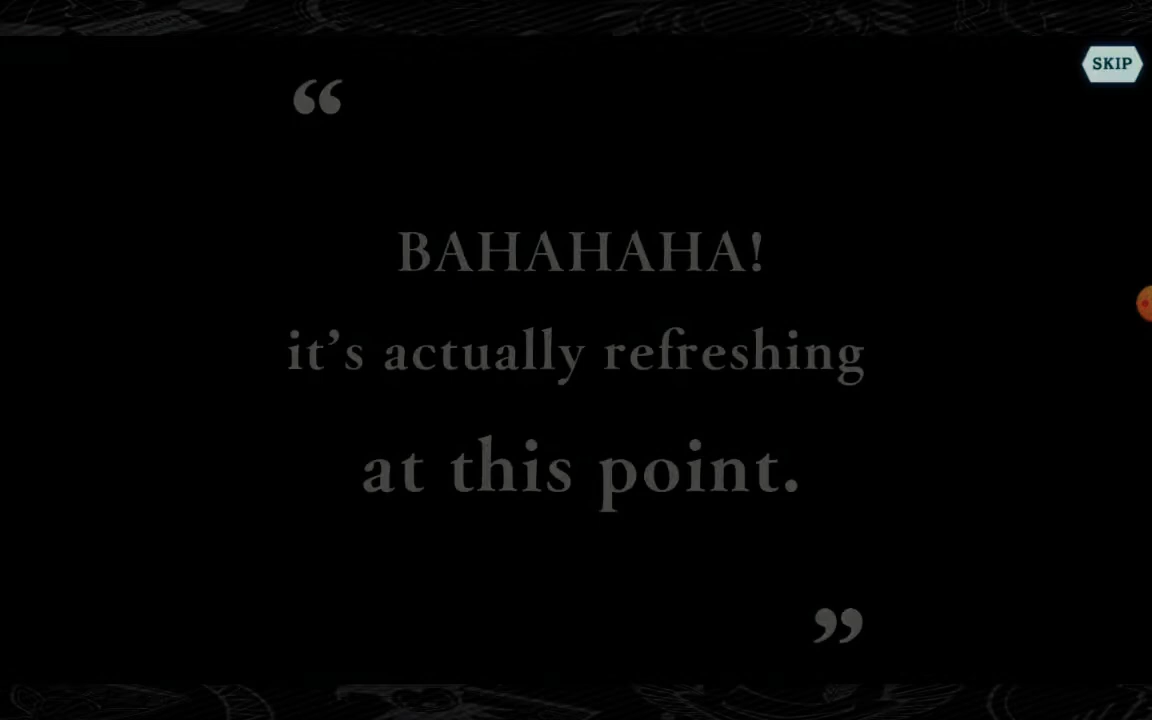 SKIP
“
BAHAHAHA!
it’s actually refreshing
at this point.
”